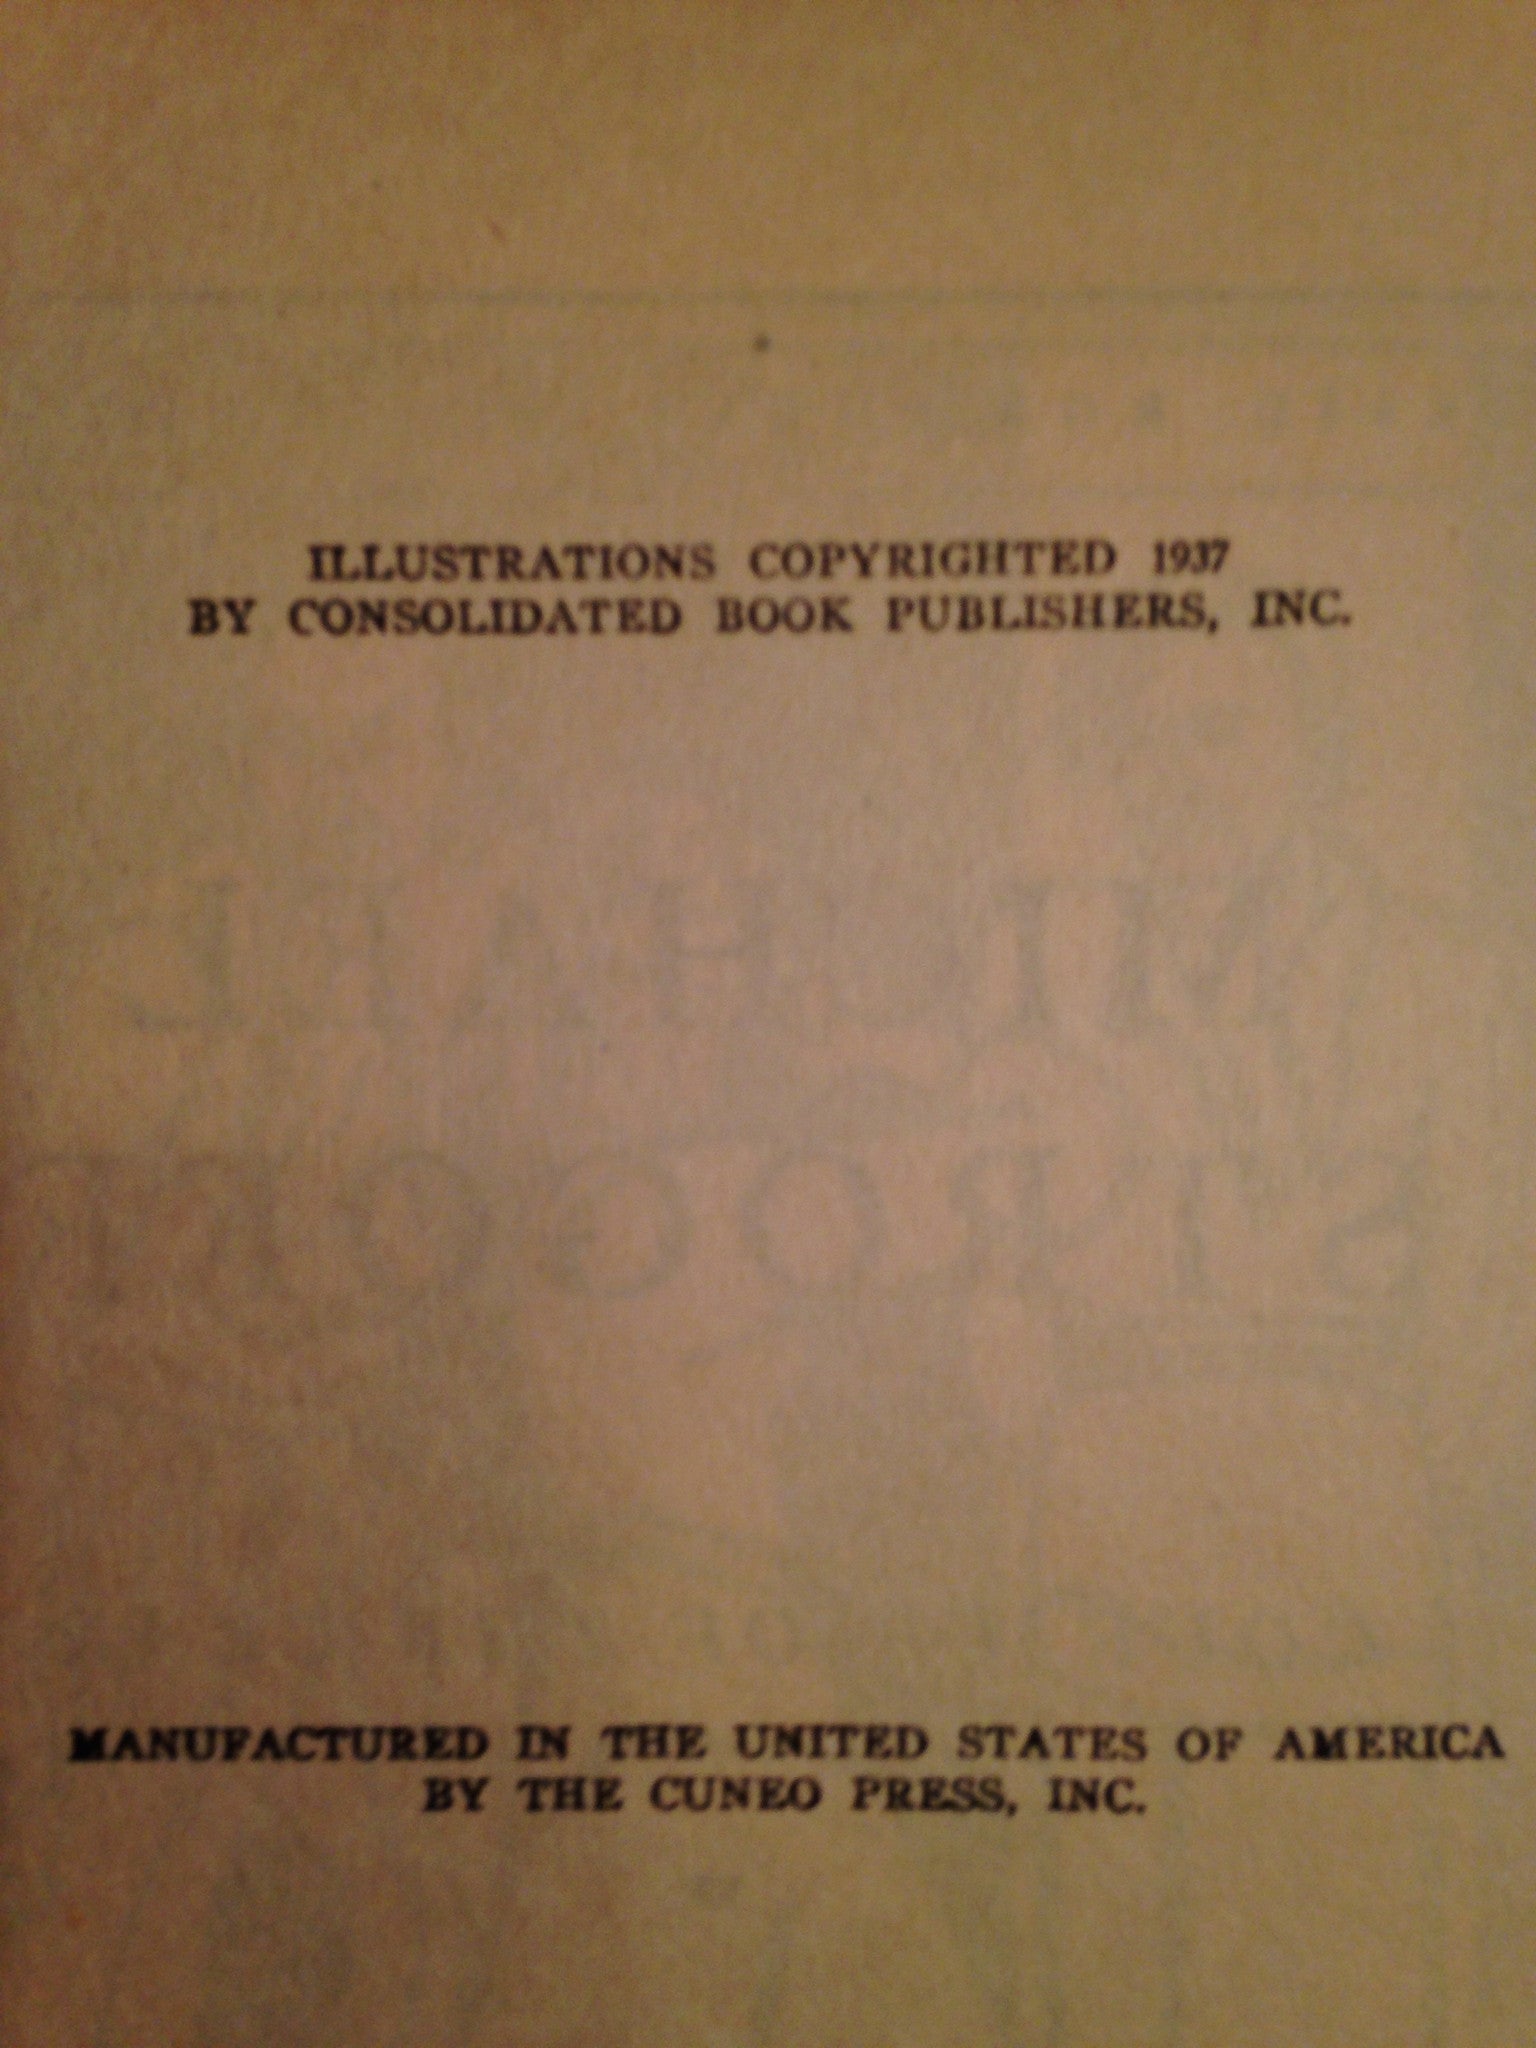 ILLUSTRATIONS COPYRIGHTED 1937
BY CONSOLIDATED BOOK PUBLISHERS, INC.
MANUFACTURED IN THE UNITED STATES OF AMERICA
BY THE CUNEO PRESS, INC.